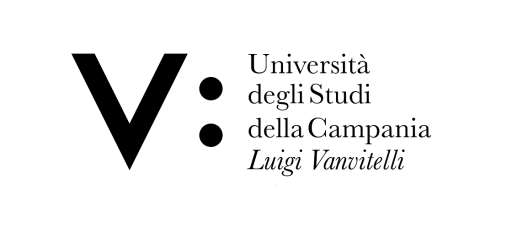 V:
Università
degli Studi
della Campania
Luigi Vanvitelli